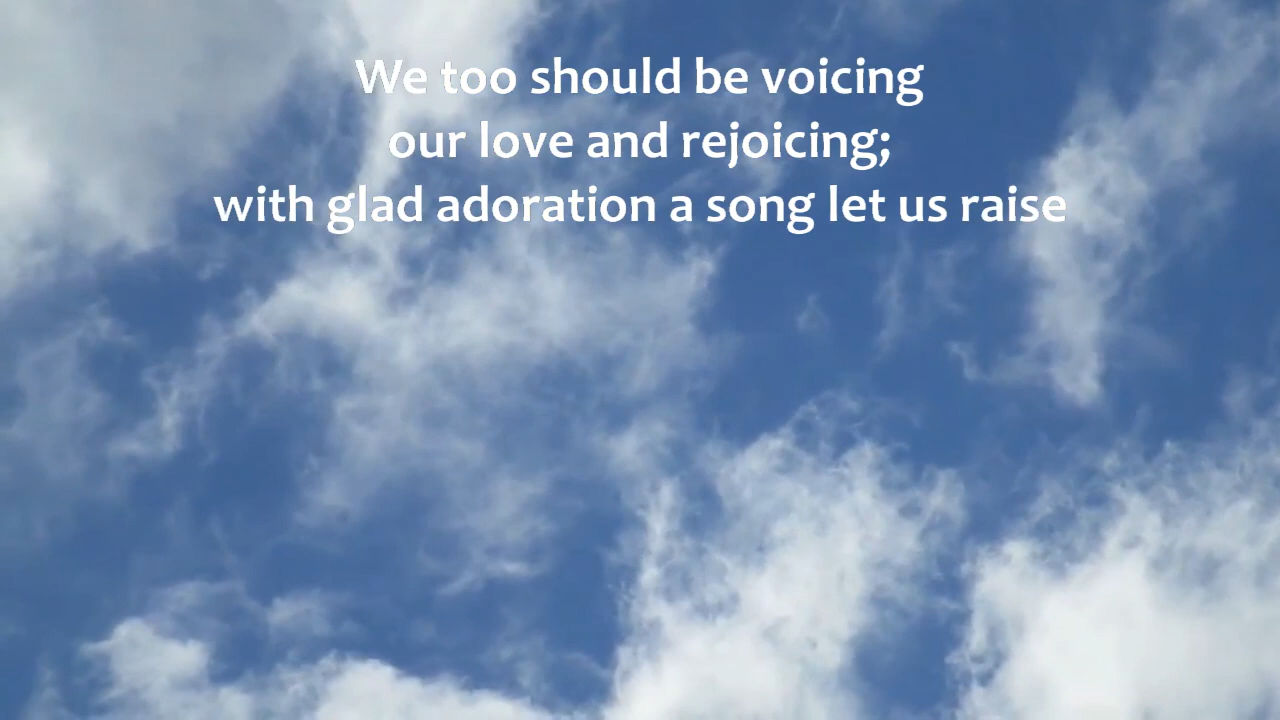 We too should be voicing
our love and rejoicing;
with glad adoration a song let us raise